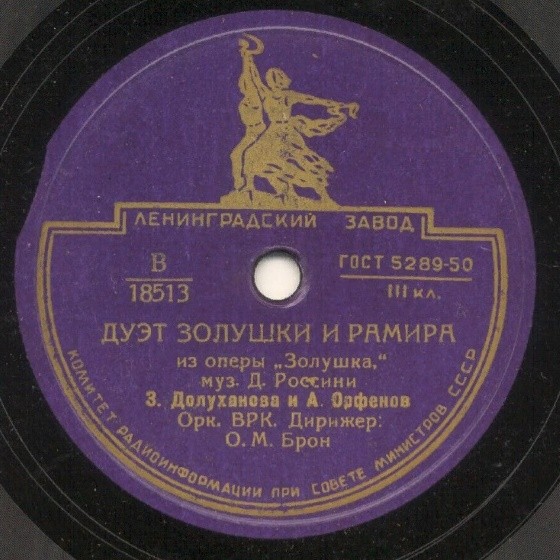 ЛЕНИНГРАДСКИЙ ЗАВОД
В
18513
ГОСТ 5289-50
III кл.
ДУЭТ ЗОЛУШКИ И РАМИРА
из оперы „Золушка,“
муз. Д. Россини
З. Долуханова и А. Орфенов
Орк. ВРК. Дирижер:
О. М. Брон
КОМИТЕТ РАДИОИНФОРМАЦИИ ПРИ СОВЕТЕ МИНИСТРОВ СССР